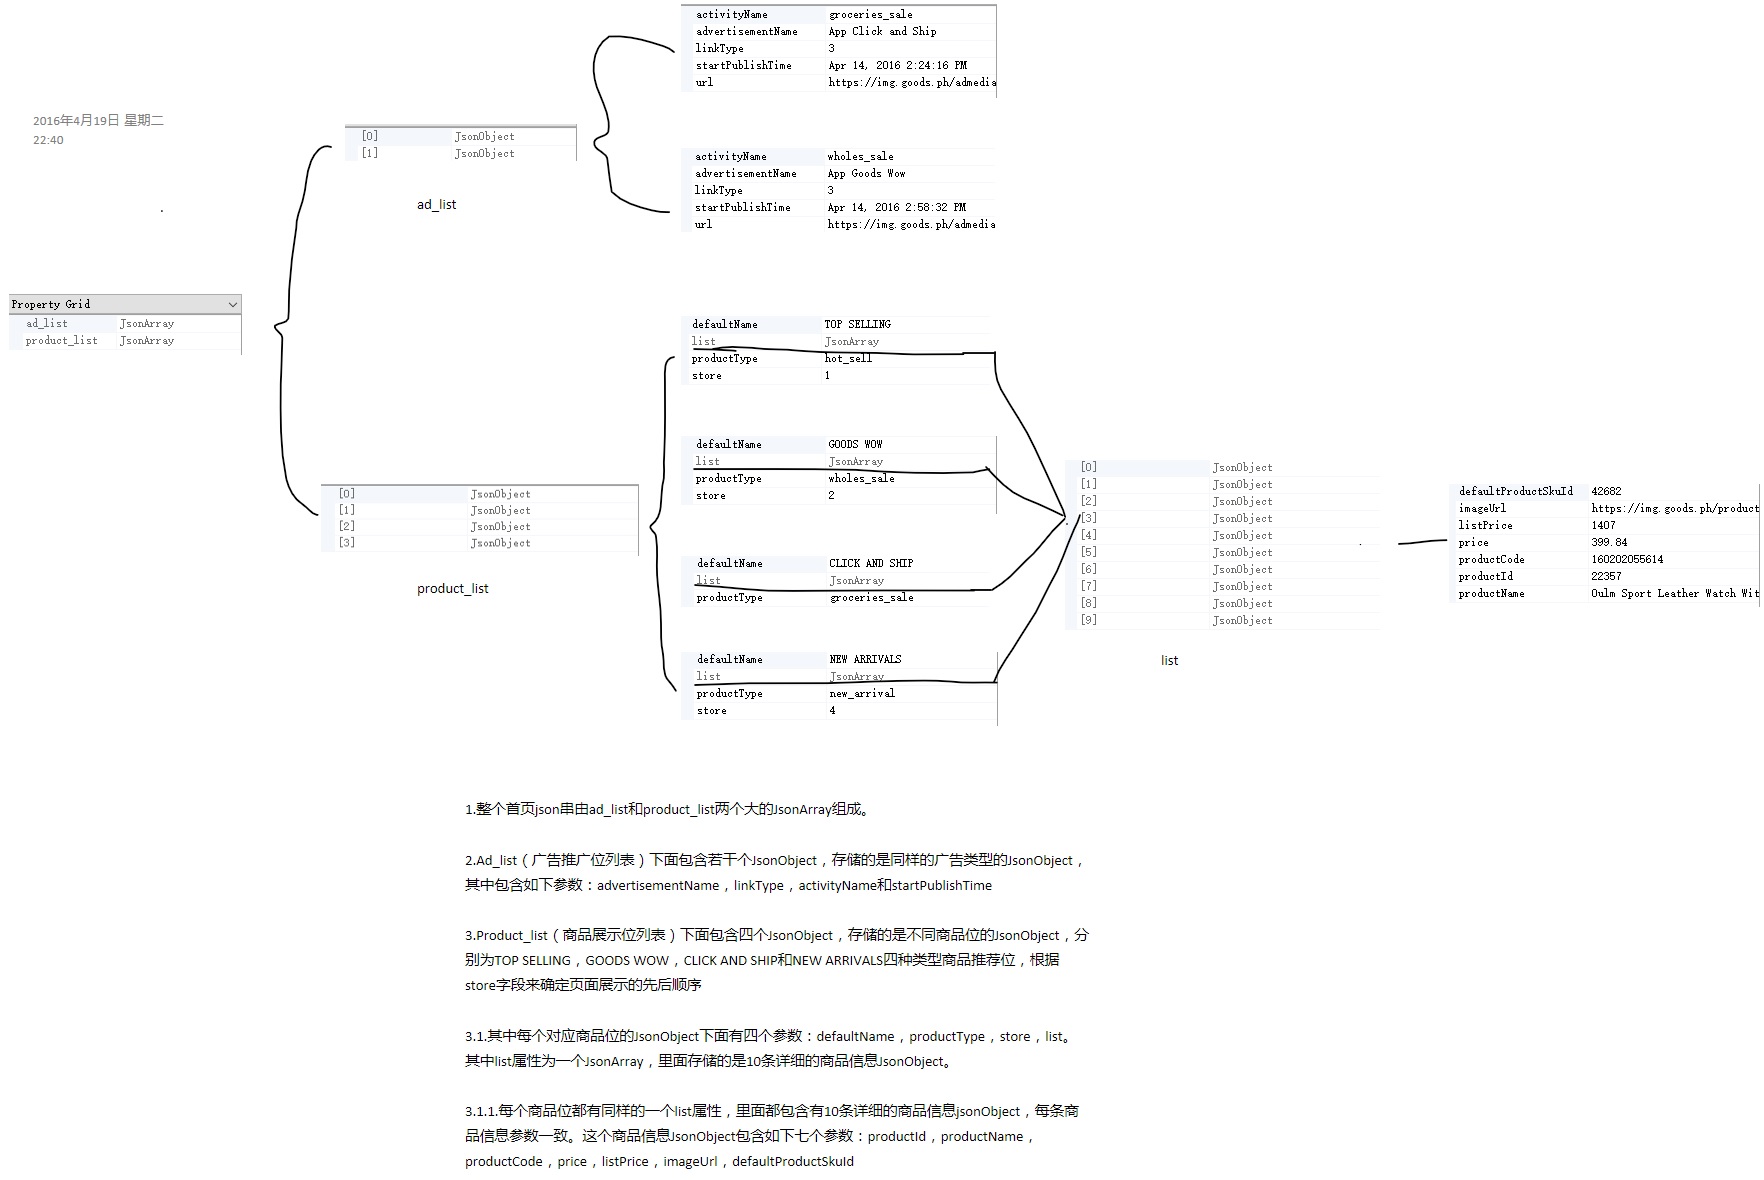 2016年4月19日 星期二
22:40
Property Grid
ad_list JsonArray
product_list JsonArray
[0] JsonObject
[1] JsonObject
ad_list
activityName groceries_sale
advertisementName App Click and Ship
linkType 3
startPublishTime Apr 14, 2016 2:24:16 PM
url https://img.goods.ph/admedia
activityName wholes_sale
advertisementName App Goods Wow
linkType 3
startPublishTime Apr 14, 2016 2:58:32 PM
url https://img.goods.ph/admedia
[0] JsonObject
[1] JsonObject
[2] JsonObject
[3] JsonObject
product_list
defaultName TOP SELLING
list JsonArray
productType hot_sell
store 1
defaultName GOODS WOW
list JsonArray
productType wholes_sale
store 2
defaultName CLICK AND SHIP
list JsonArray
productType groceries_sale
defaultName NEW ARRIVALS
list JsonArray
productType new_arrival
store 4
[0] JsonObject
[1] JsonObject
[2] JsonObject
[3] JsonObject
[4] JsonObject
[5] JsonObject
[6] JsonObject
[7] JsonObject
[8] JsonObject
[9] JsonObject
list
defaultProductSkuId 42682
imageUrl https://img.goods.ph/product
listPrice 1407
price 399.84
productCode 160202055614
productId 22357
productName Oulm Sport Leather Watch Wit
1.整个首页json串由ad_list和product_list两个大的JsonArray组成。
2.Ad_list（广告推广位列表）下面包含若干个JsonObject，存储的是同样的广告类型的JsonObject，
其中包含如下参数：advertisementName，linkType，activityName和startPublishTime
3.Product_list（商品展示位列表）下面包含四个JsonObject，存储的是不同商品位的JsonObject，分
别为TOP SELLING，GOODS WOW，CLICK AND SHIP和NEW ARRIVALS四种类型商品推荐位，根据
store字段来确定页面展示的先后顺序
3.1.其中每个对应商品位的JsonObject下面有四个参数：defaultName，productType，store，list。
其中list属性为一个JsonArray，里面存储的是10条详细的商品信息JsonObject。
3.1.1.每个商品位都有同样的一个list属性，里面都包含有10条详细的商品信息jsonObject，每条商
品信息参数一致。这个商品信息JsonObject包含如下七个参数：productId，productName，
productCode，price，listPrice，imageUrl，defaultProductSkuId